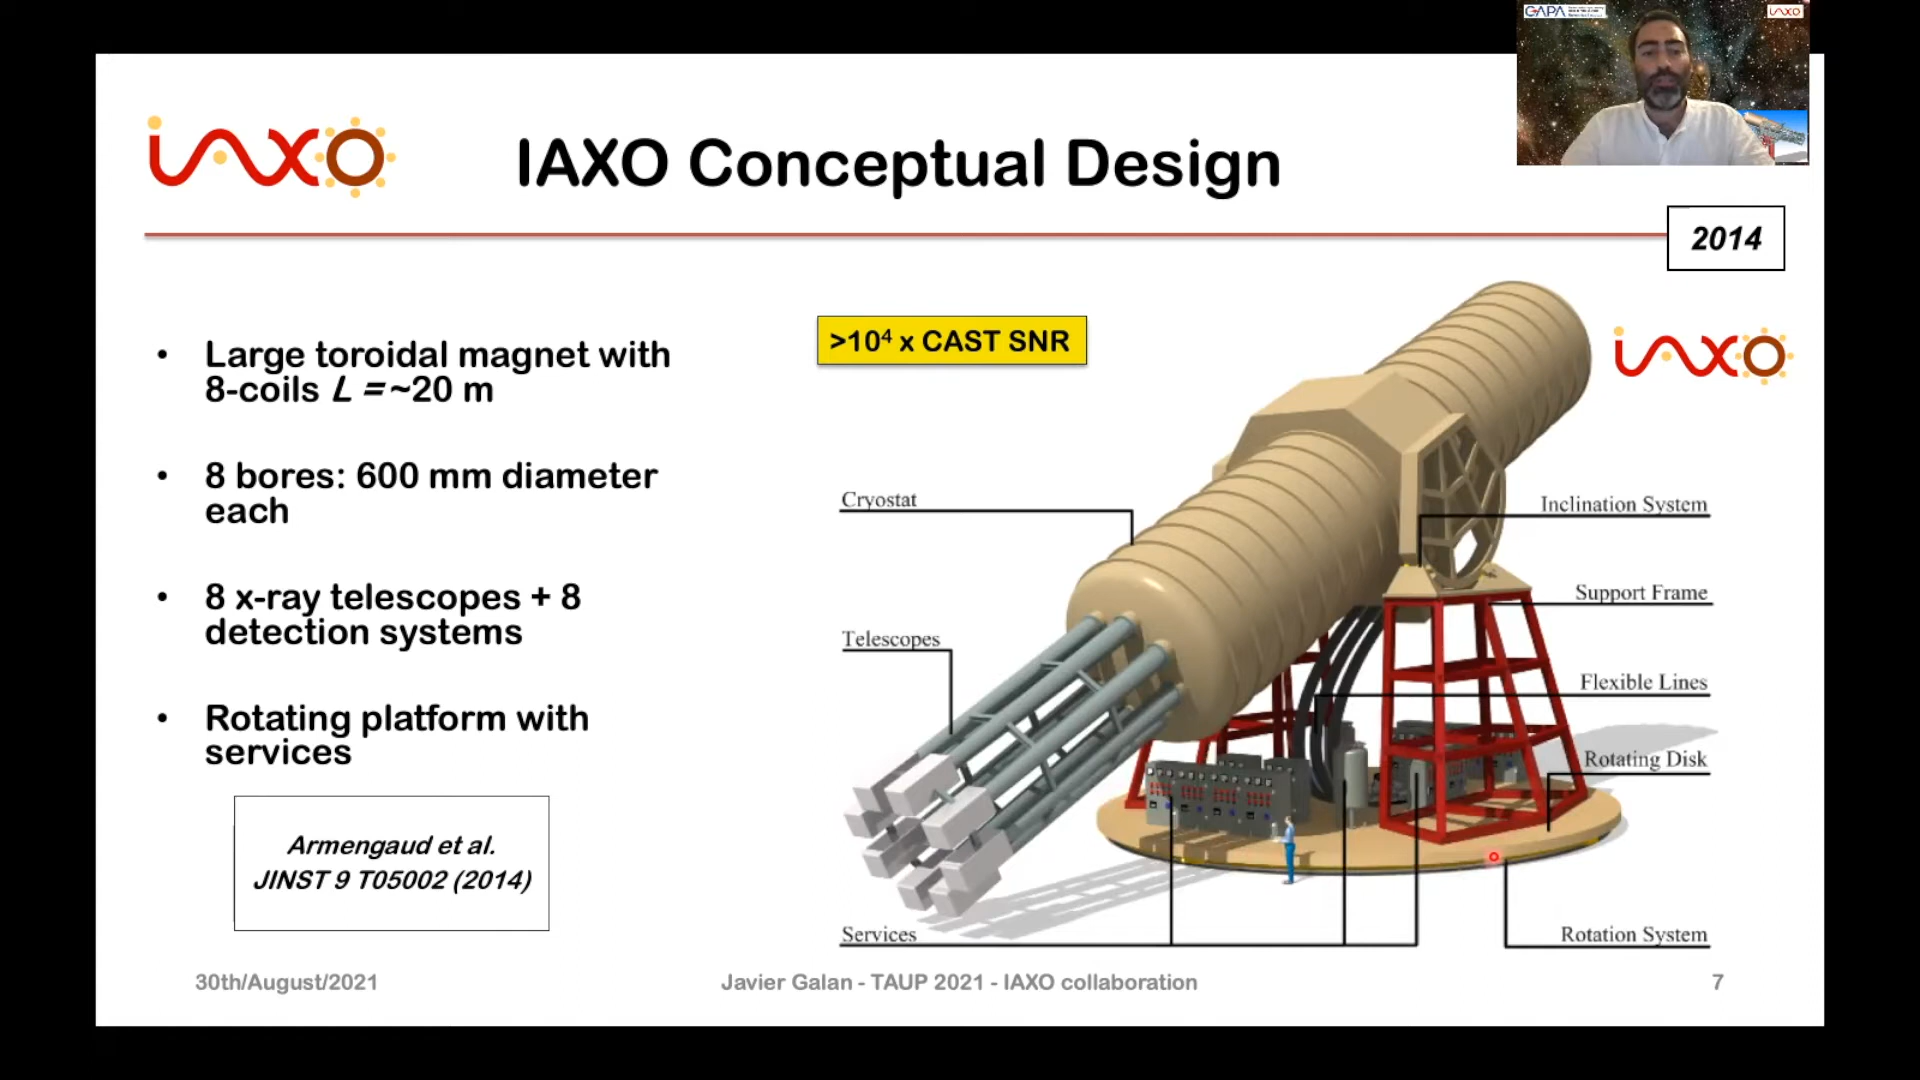 CAPA
iAXO
iAXO
IAXO Conceptual Design
2014
• Large toroidal magnet with
8-coils L =~20 m
• 8 bores: 600 mm diameter
each
• 8 x-ray telescopes + 8
detection systems
• Rotating platform with
services
Armengaud et al.
JINST 9 T05002 (2014)
>10⁴ x CAST SNR
iAXO
Cryostat
Telescopes
Services
Inclination System
Support Frame
Flexible Lines
Rotating Disk
Rotation System
30th/August/2021
Javier Galan - TAUP 2021 - IAXO collaboration
7